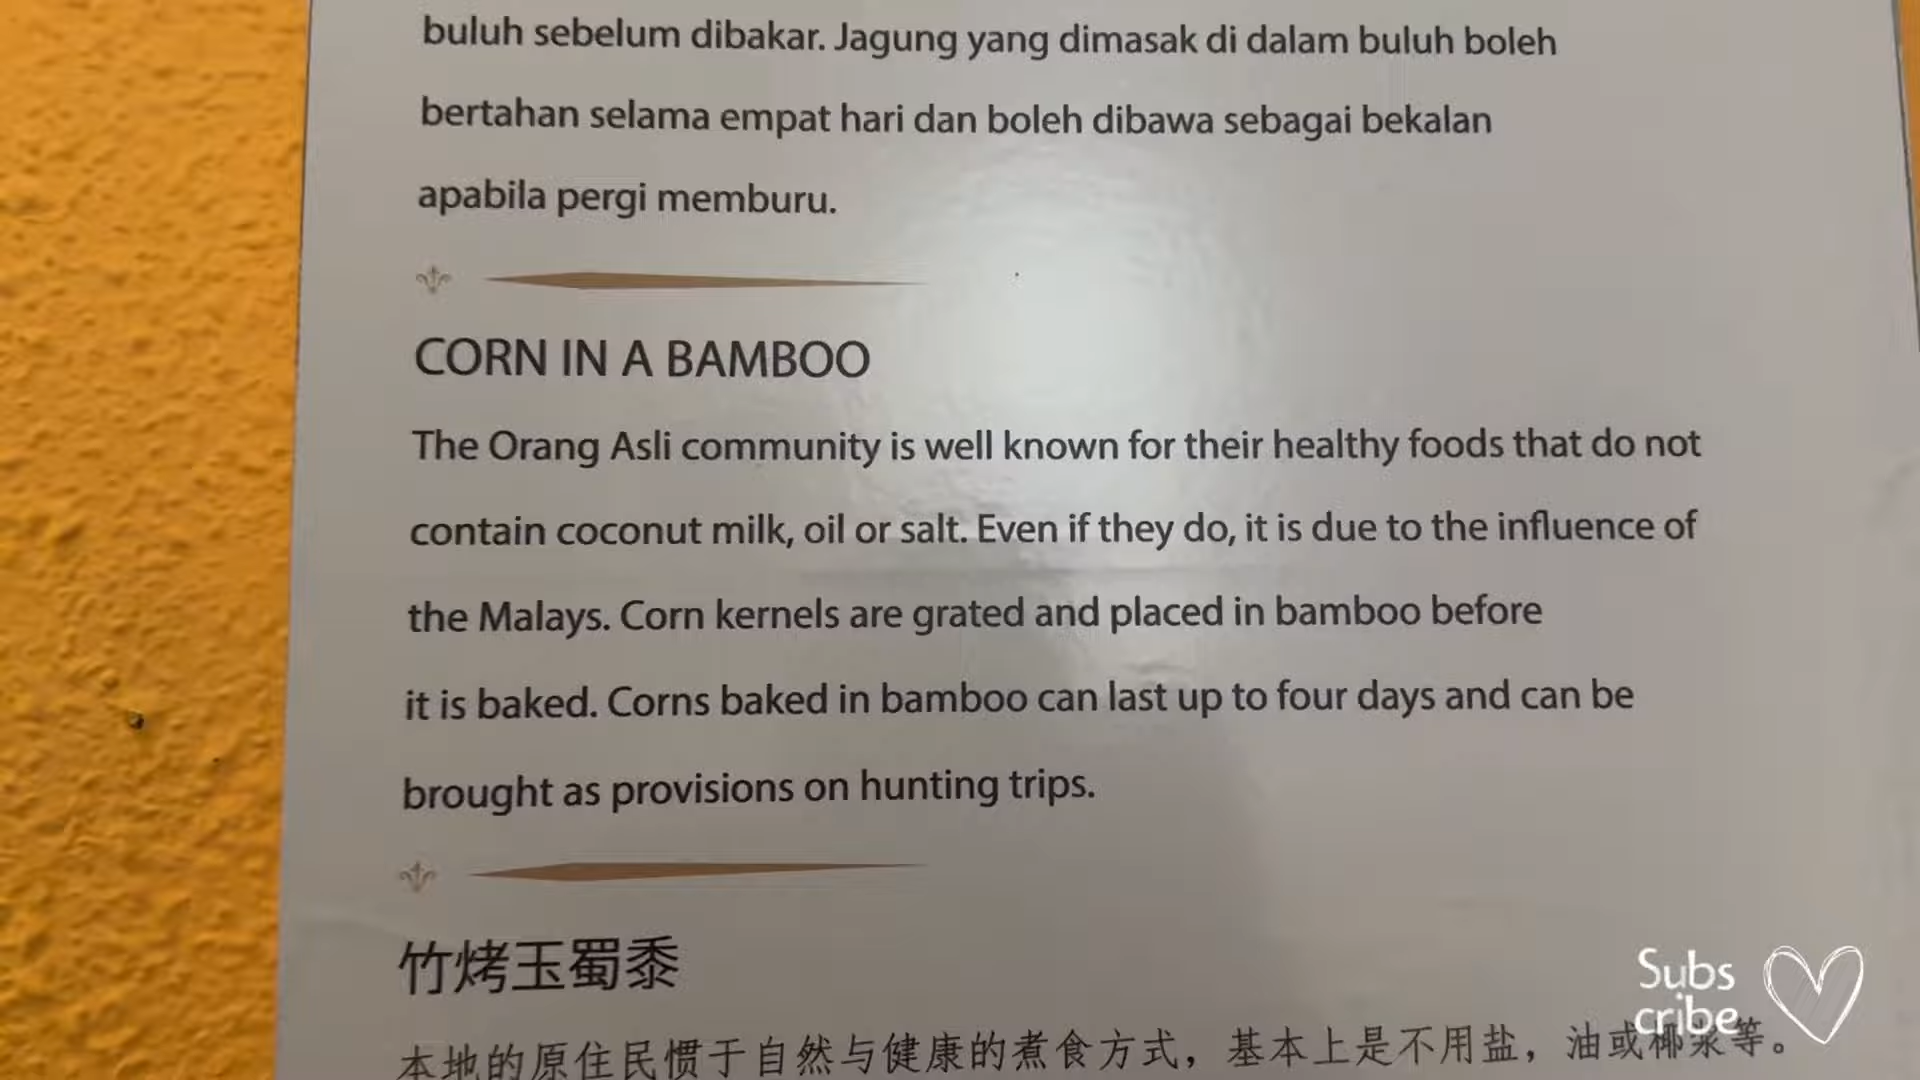 buluh sebelum dibakar. Jagung yang dimasak di dalam buluh boleh
bertahan selama empat hari dan boleh dibawa sebagai bekalan
apabila pergi memburu.
CORN IN A BAMBOO
The Orang Asli community is well known for their healthy foods that do not
contain coconut milk, oil or salt. Even if they do, it is due to the influence of
the Malays. Corn kernels are grated and placed in bamboo before
it is baked. Corns baked in bamboo can last up to four days and can be
brought as provisions on hunting trips.
竹烤玉蜀黍
本地的原住民惯于自然与健康的煮食方式，基本上是不用盐，油或椰浆等。
Subs
cribe